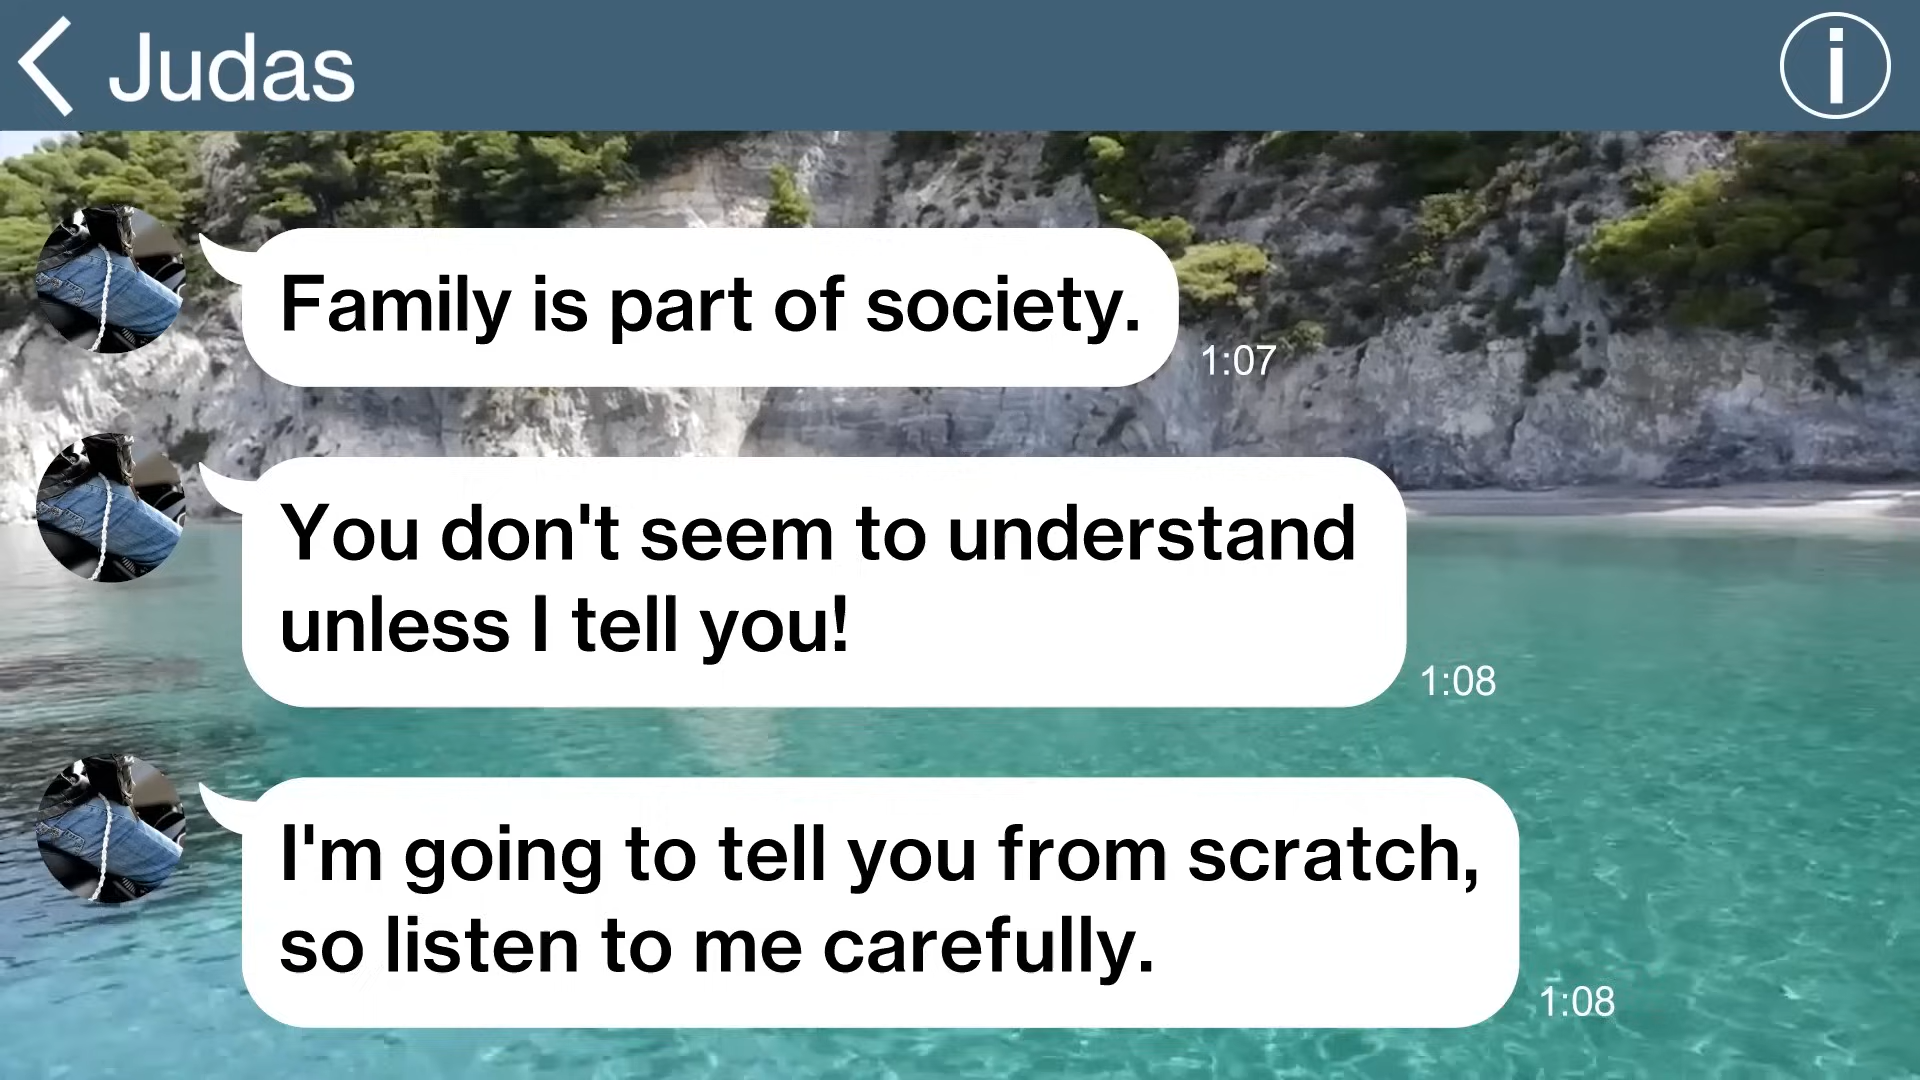 Judas
Family is part of society.
1:07
You don't seem to understand
unless I tell you!
1:08
I'm going to tell you from scratch,
so listen to me carefully.
1:08